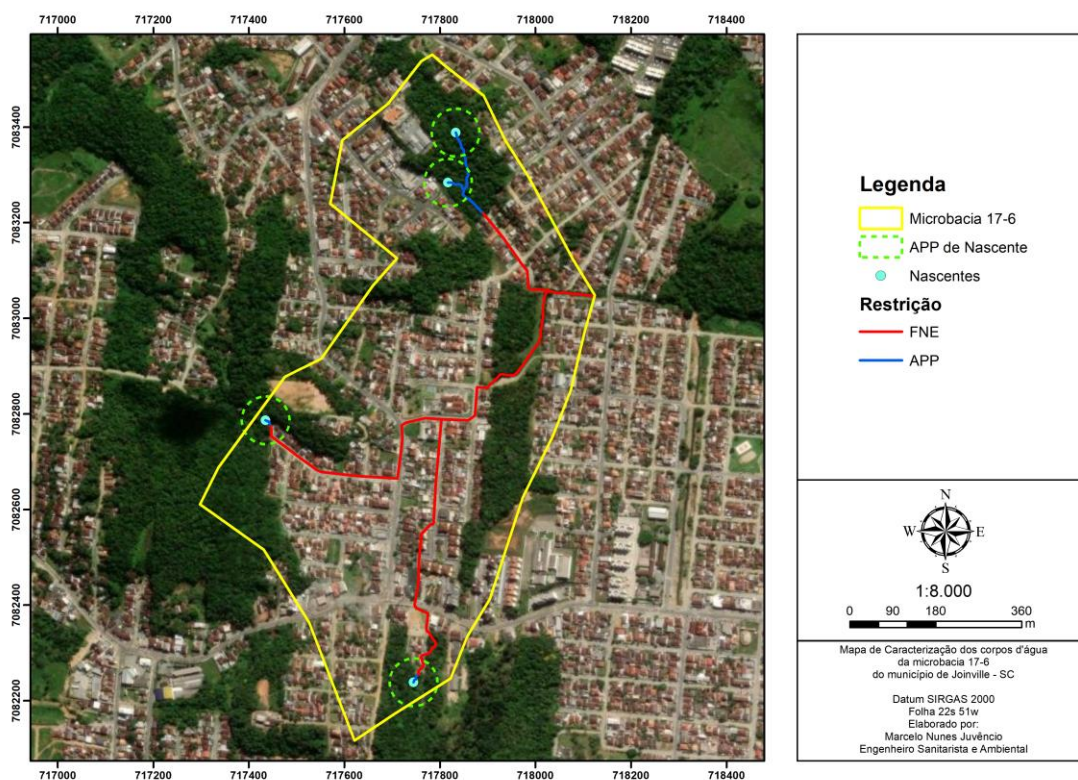 717000 717200 717400 717600 717800 718000 718200 718400
7083400
7083200
7083000
7082800
7082600
7082400
7082200
717000 717200 717400 717600 717800 718000 718200 718400
Legenda
Microbacia 17-6
APP de Nascente
Nascentes
Restrição
FNE
APP
N
W E
S
1:8.000
0 90 180 360
m
Mapa de Caracterização dos corpos d'água
da microbacia 17-6
do município de Joinville - SC
Datum SIRGAS 2000
Folha 22s 51w
Elaborado por:
Marcelo Nunes Juvêncio
Engenheiro Sanitarista e Ambiental